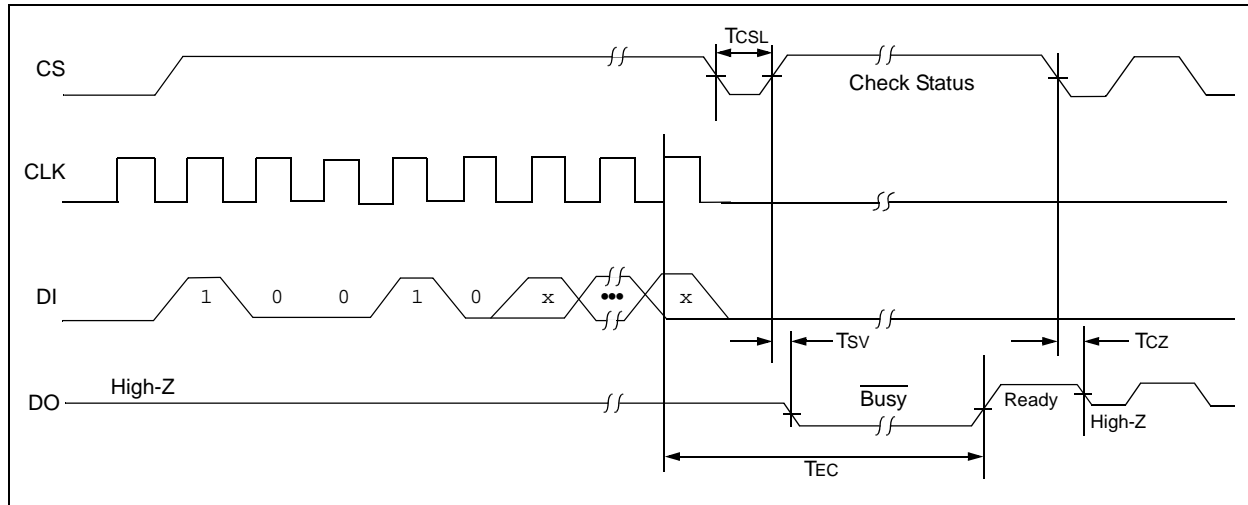 TCSL
CS
Check Status
CLK
DI 1 0 0 1 0 x ••• x
TSV
TCZ
High-Z
DO
Busy
Ready
High-Z
TEC